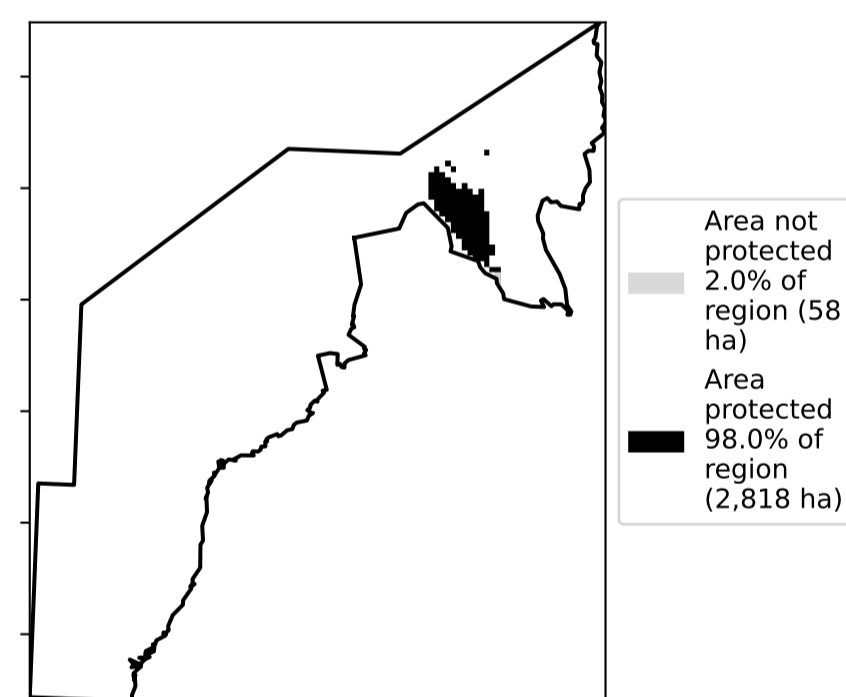 Area not
protected
2.0% of
region (58
ha)
Area
protected
98.0% of
region
(2,818 ha)